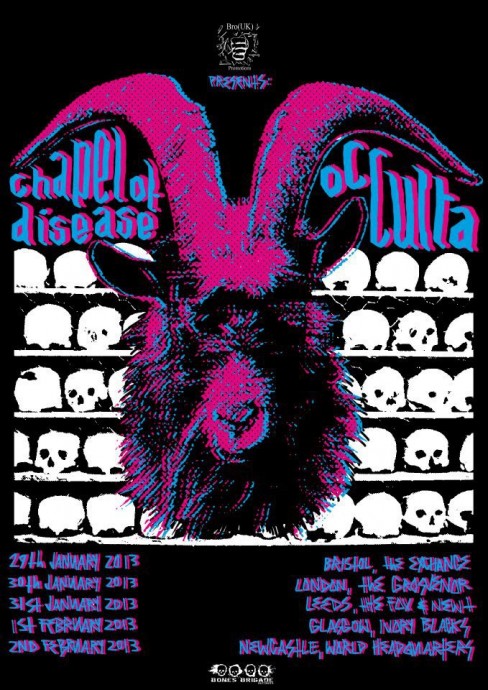 Bro(UK)
Promotions
PRESENTS:
chapel of disease
occulta
29th JANUARY 2013 BRISTOL, the EXCHANGE
30th JANUARY 2013 LONDON, thE GROSVENOR
31st JANUARY 2013 LEEDS, thE FOX & NEWt
1St FEBRUARY 2013 GLASGOW, IVORY BLACKS
2ND FEBRUARY 2013 NEWCAStLE, WORLD HEADQUARTERS
BONES BRIGADE